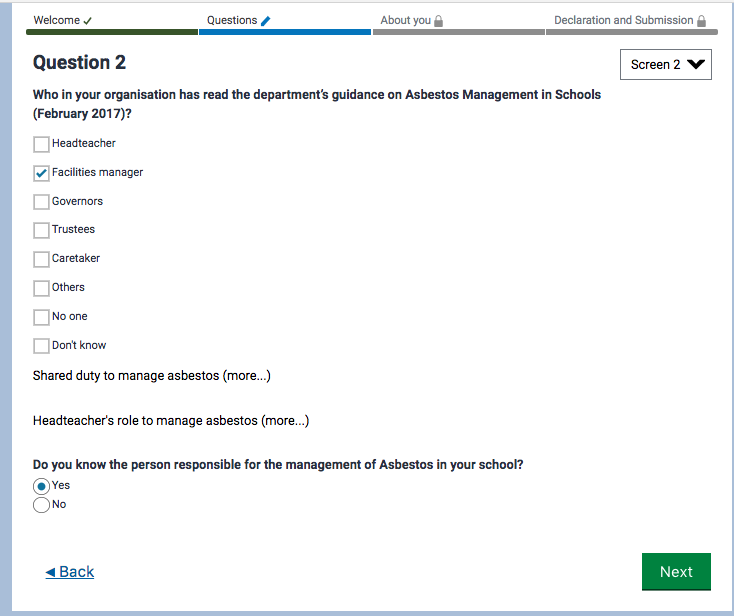 Welcome ✓
Questions
About you
Declaration and Submission
Question 2
Screen 2
Who in your organisation has read the department's guidance on Asbestos Management in Schools
(February 2017)?
Headteacher
Facilities manager
Governors
Trustees
Caretaker
Others
No one
Don't know
Shared duty to manage asbestos (more...)
Headteacher's role to manage asbestos (more...)
Do you know the person responsible for the management of Asbestos in your school?
Yes
No
◄ Back
Next